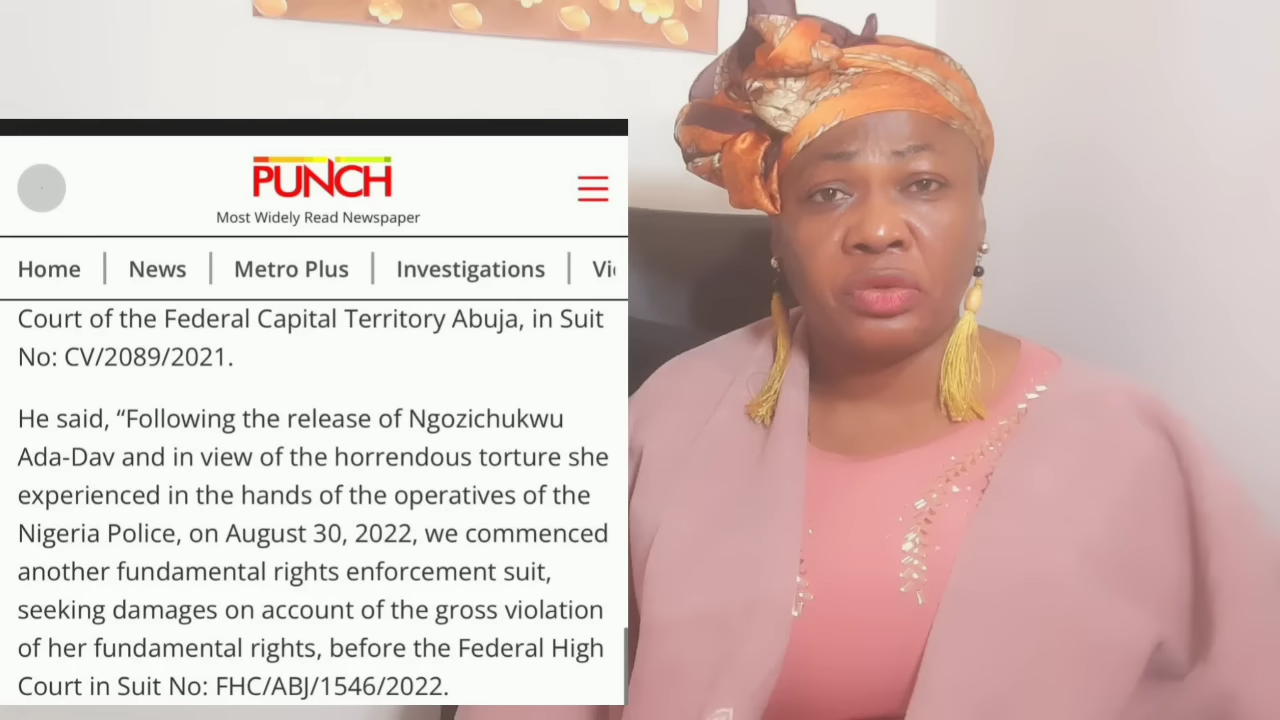 PUNCH
Most Widely Read Newspaper
Home | News | Metro Plus | Investigations | Vi
Court of the Federal Capital Territory Abuja, in Suit
No: CV/2089/2021.
He said, “Following the release of Ngozichukwu
Ada-Dav and in view of the horrendous torture she
experienced in the hands of the operatives of the
Nigeria Police, on August 30, 2022, we commenced
another fundamental rights enforcement suit,
seeking damages on account of the gross violation
of her fundamental rights, before the Federal High
Court in Suit No: FHC/ABJ/1546/2022.